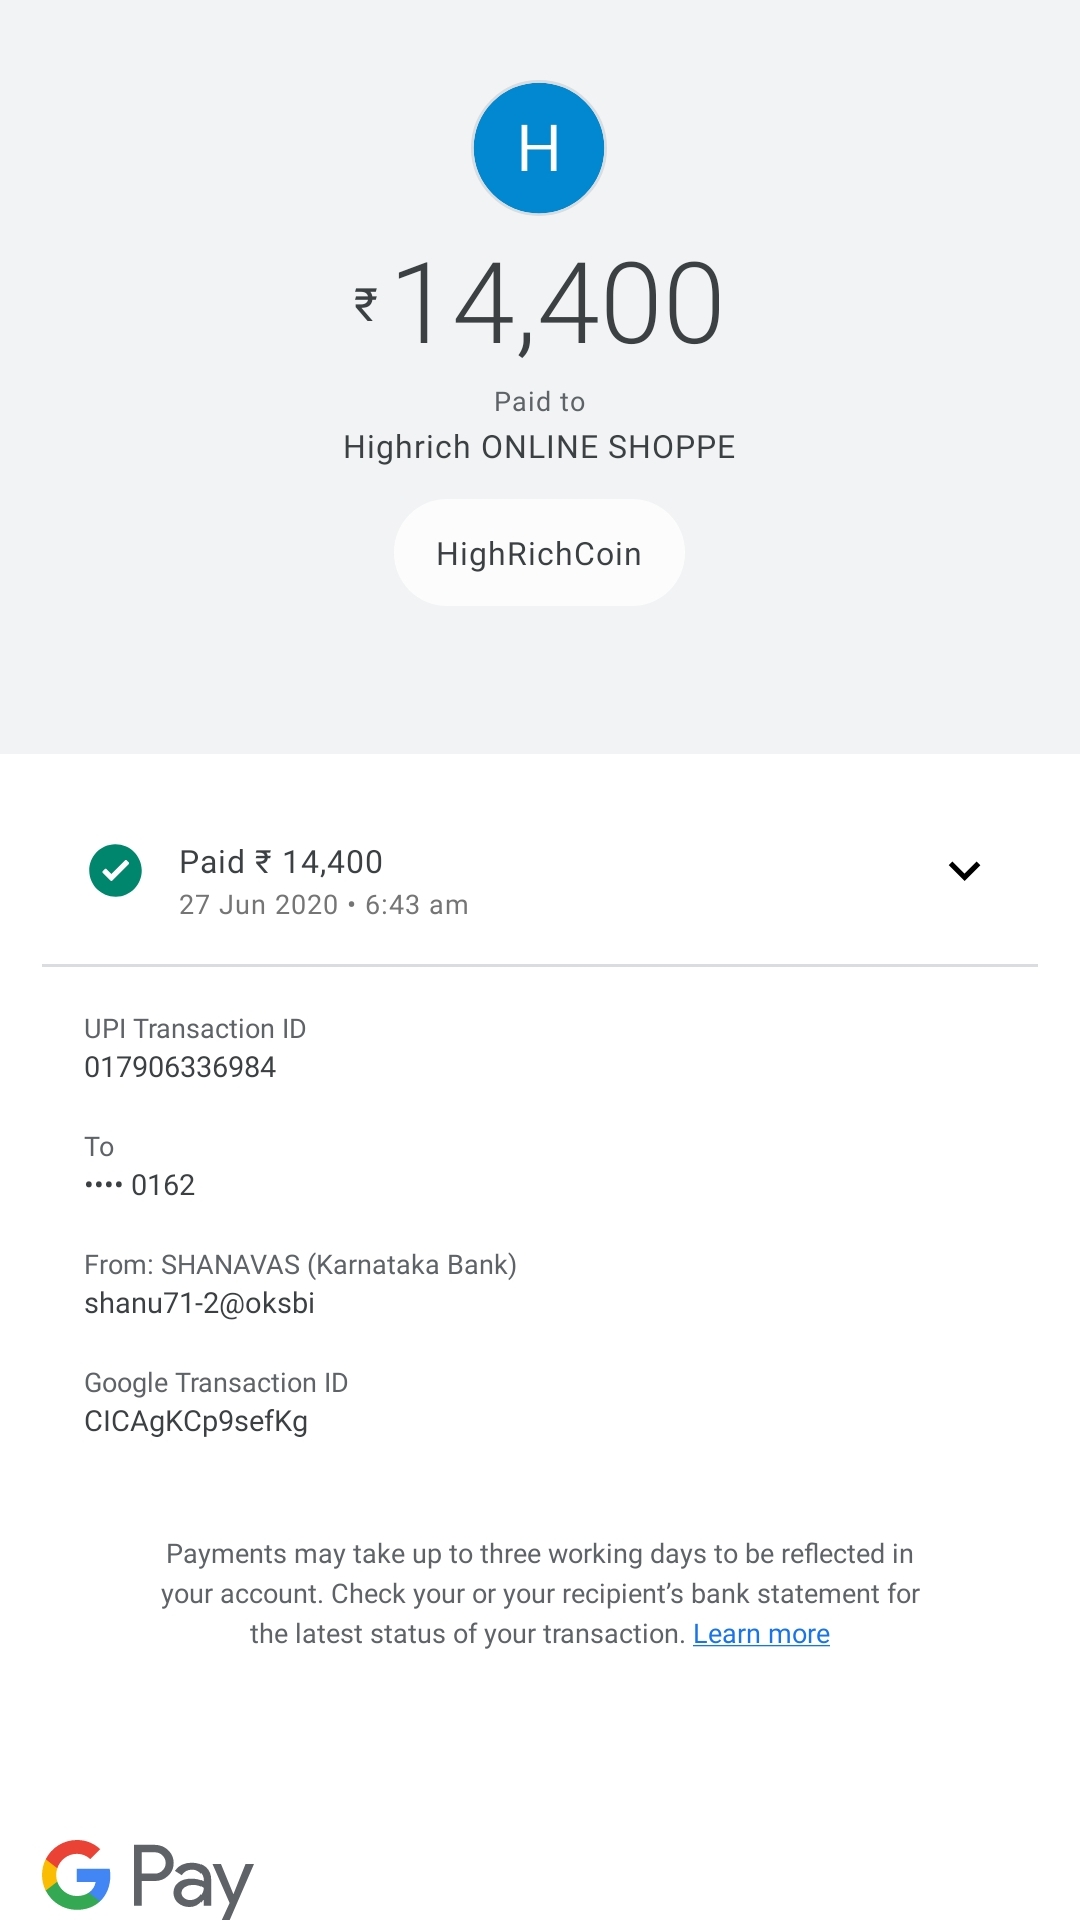 H
₹14,400
Paid to
Highrich ONLINE SHOPPE
HighRichCoin
Paid ₹ 14,400
27 Jun 2020 • 6:43 am
UPI Transaction ID
017906336984
To
•••• 0162
From: SHANAVAS (Karnataka Bank)
shanu71-2@oksbi
Google Transaction ID
CICAgKCp9sefKg
Payments may take up to three working days to be reflected in
your account. Check your or your recipient’s bank statement for
the latest status of your transaction. Learn more
G Pay